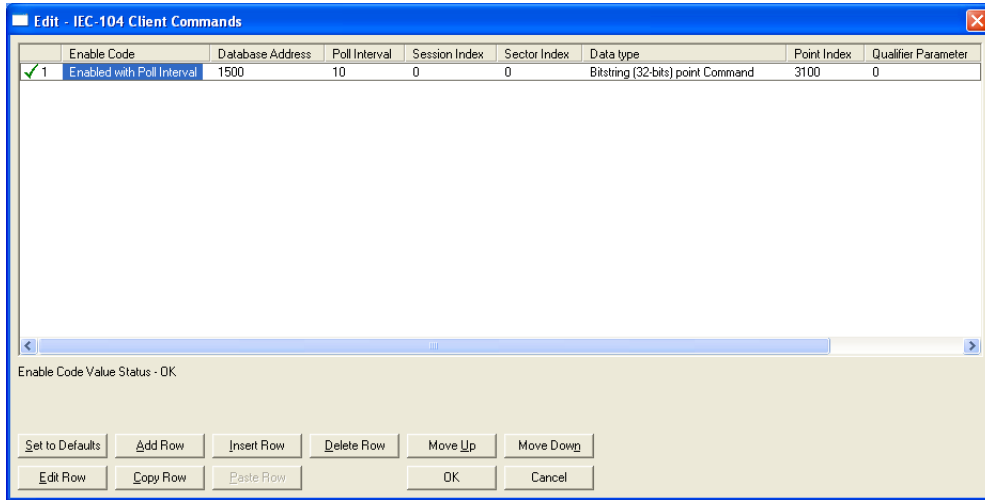 Edit - IEC-104 Client Commands
Enable Code Database Address Poll Interval Session Index Sector Index Data type Point Index Qualifier Parameter
1 Enabled with Poll Interval 1500 10 0 0 Bitstring (32-bits) point Command 3100 0
Enable Code Value Status - OK
Set to Defaults Add Row Insert Row Delete Row Move Up Move Down
Edit Row Copy Row Paste Row OK Cancel